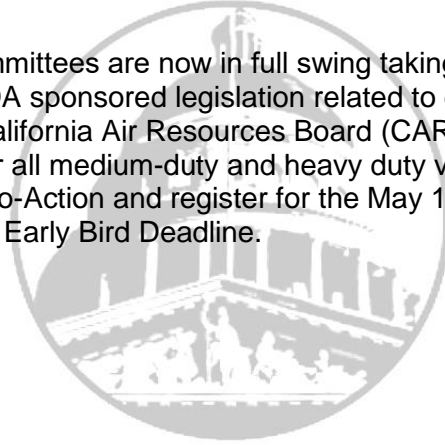 mmittees are now in full swing taking
DA sponsored legislation related to
alifornia Air Resources Board (CAR
r all medium-duty and heavy duty v
o-Action and register for the May 1
Early Bird Deadline.